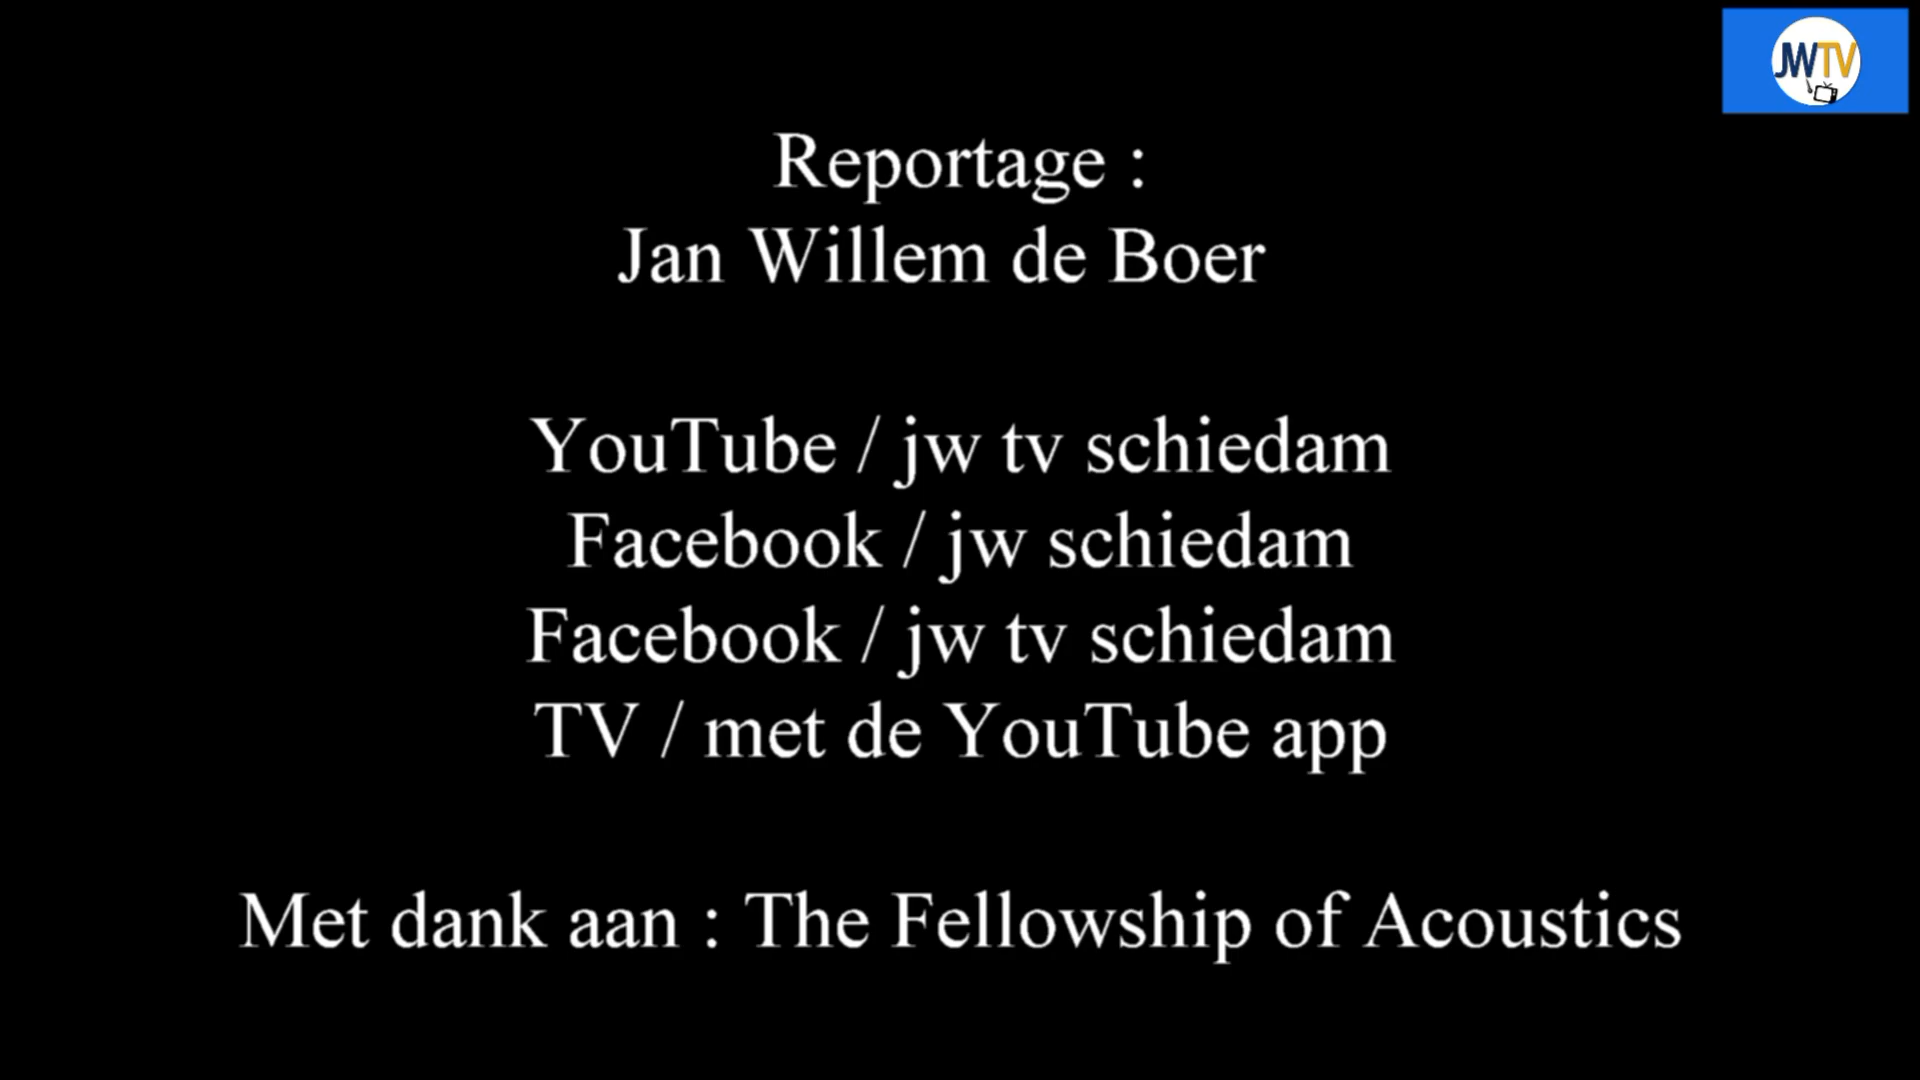 JWTV
Reportage :
Jan Willem de Boer
YouTube / jw tv schiedam
Facebook / jw schiedam
Facebook / jw tv schiedam
TV / met de YouTube app
Met dank aan : The Fellowship of Acoustics